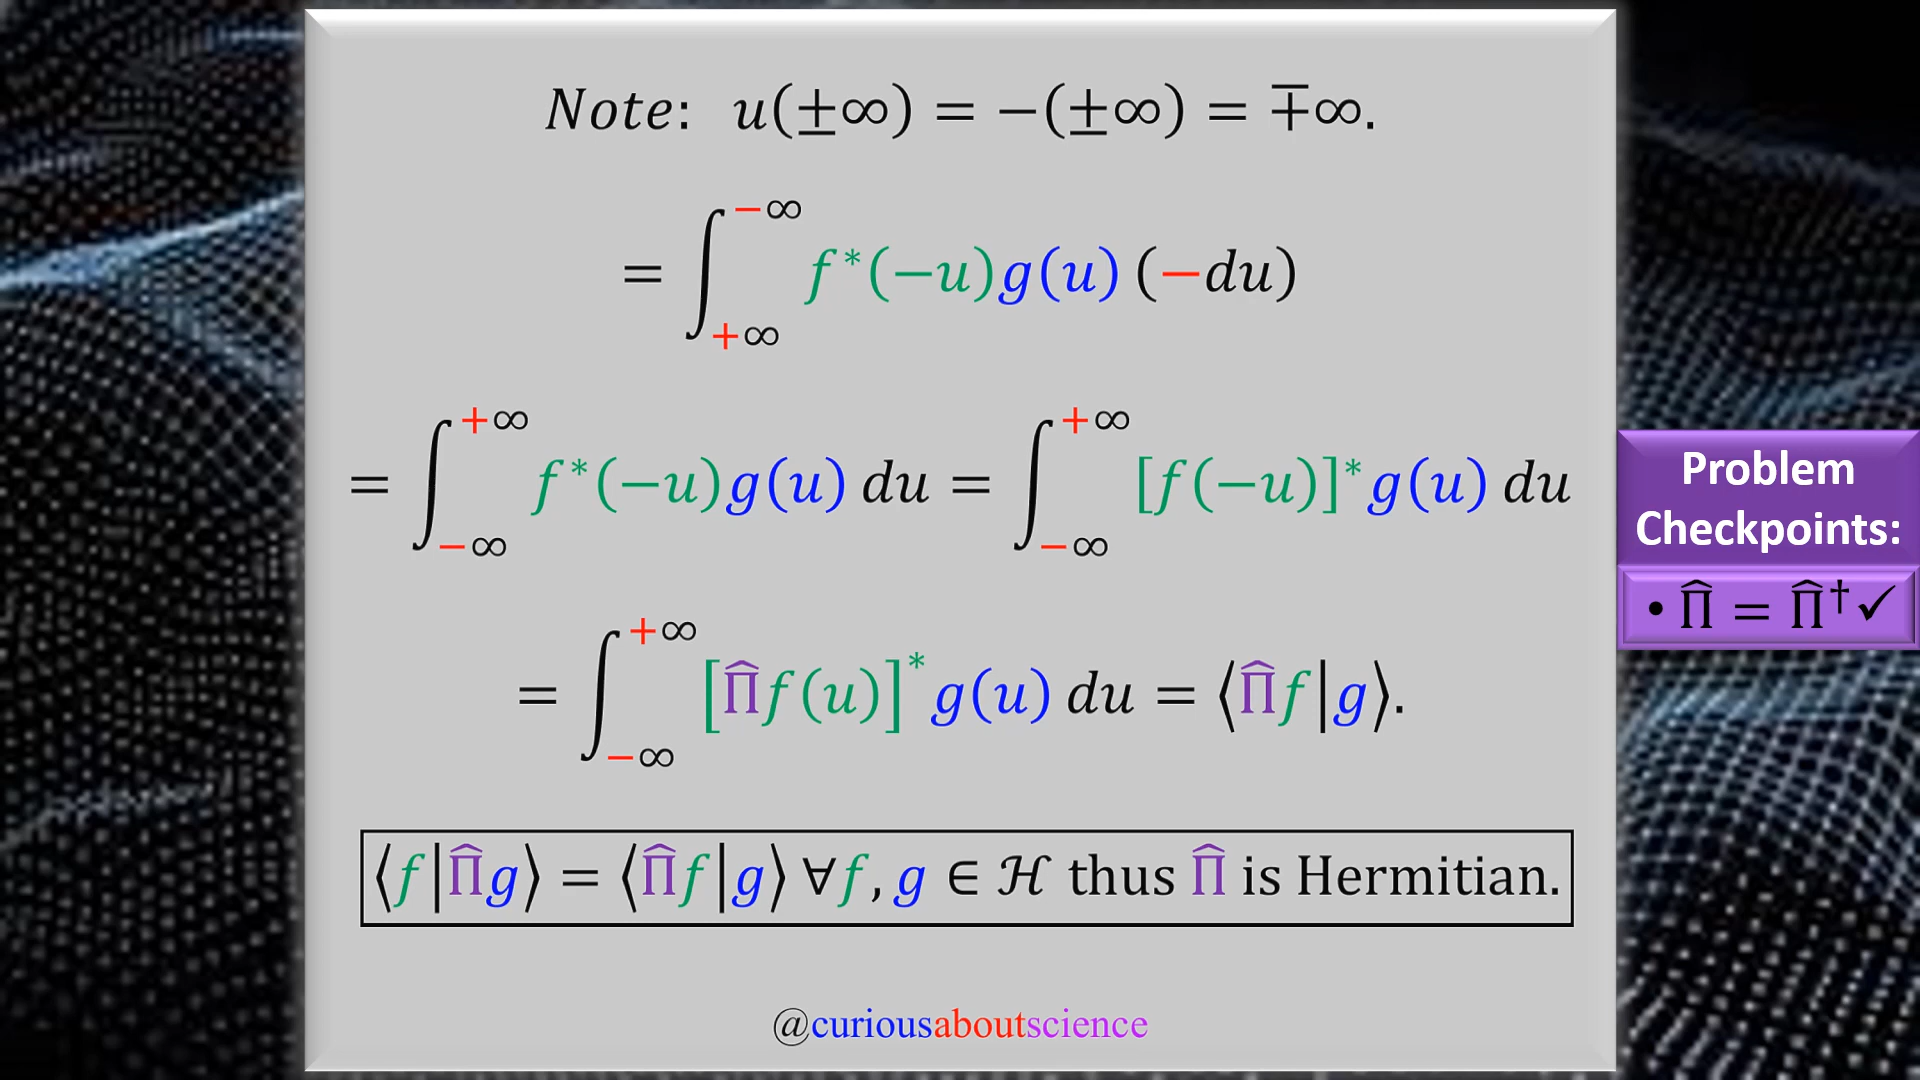 Note: u(±∞) = −(±∞) = ∓∞.
= ∫_{+∞}^{−∞} f*(−u)g(u) (−du)
= ∫_{−∞}^{+∞} f*(−u)g(u) du = ∫_{−∞}^{+∞} [f(−u)]* g(u) du
= ∫_{−∞}^{+∞} [Π̂f(u)]* g(u) du = ⟨Π̂f|g⟩.
⟨f|Π̂g⟩ = ⟨Π̂f|g⟩ ∀f, g ∈ ℋ thus Π̂ is Hermitian.
@curiousaboutscience
Problem
Checkpoints:
• Π̂ = Π̂†✓